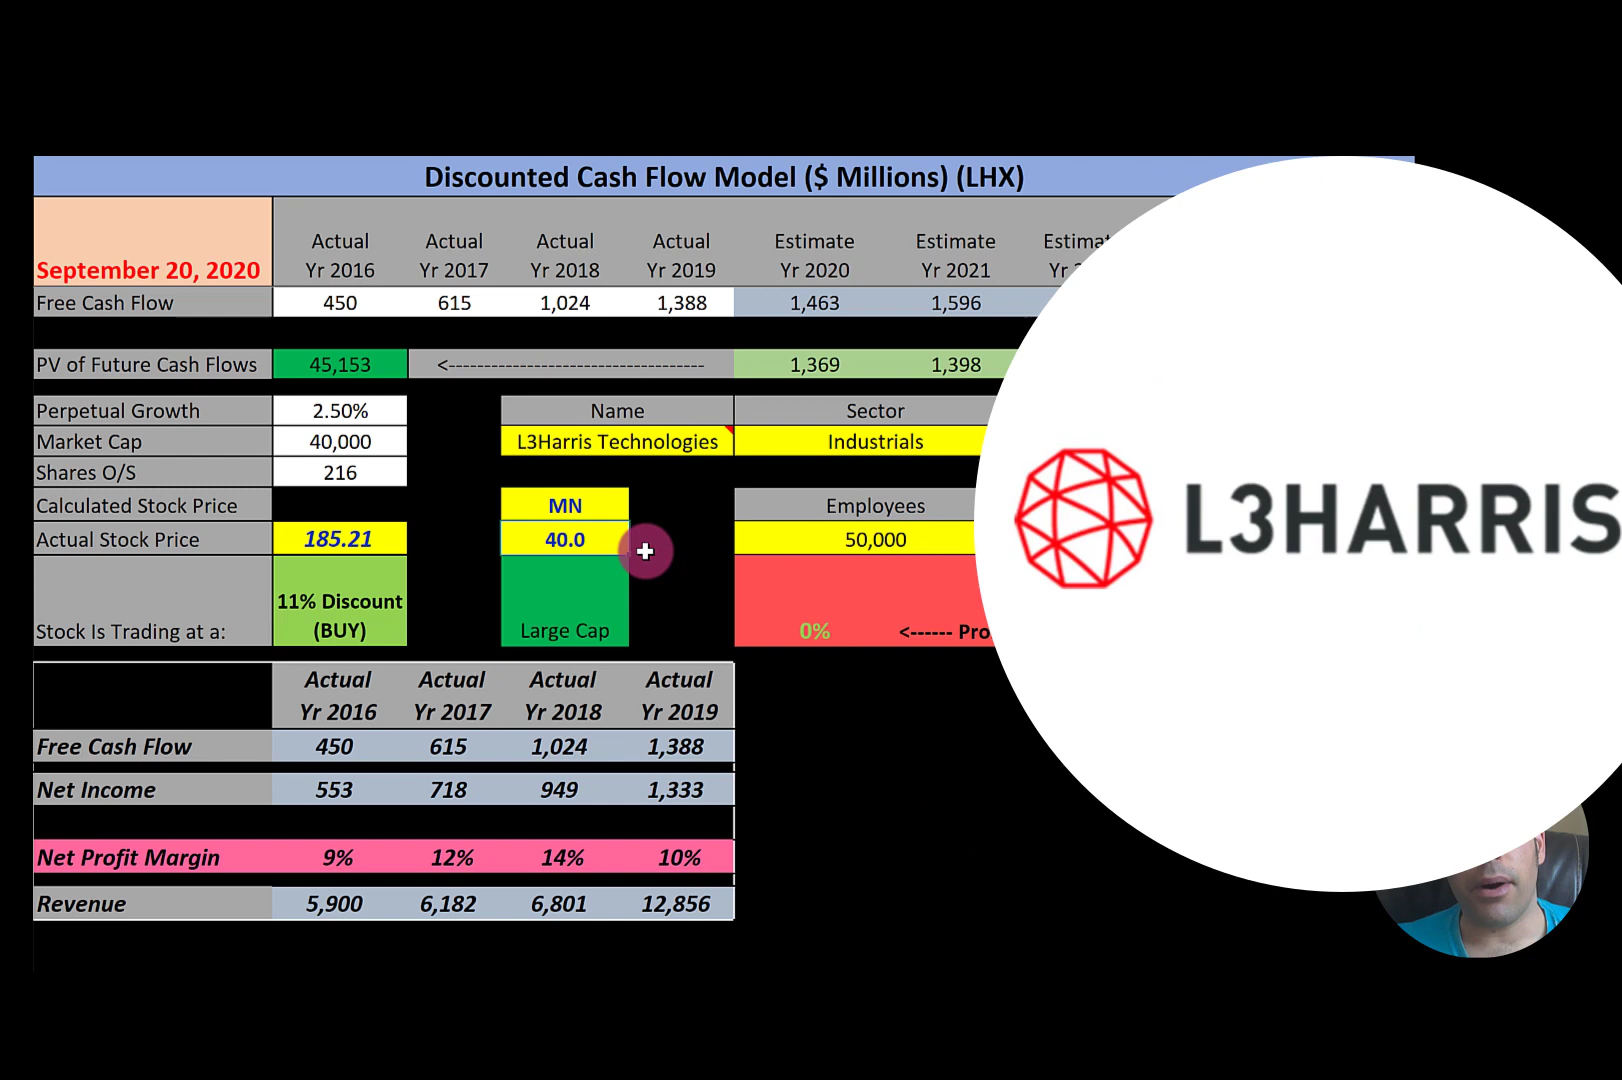 Discounted Cash Flow Model ($ Millions) (LHX)
September 20, 2020
Actual Yr 2016 Actual Yr 2017 Actual Yr 2018 Actual Yr 2019 Estimate Yr 2020 Estimate Yr 2021
Free Cash Flow 450 615 1,024 1,388 1,463 1,596
PV of Future Cash Flows 45,153 <------------------------------------ 1,369 1,398
Perpetual Growth 2.50% Name Sector
Market Cap 40,000 L3Harris Technologies Industrials
Shares O/S 216
Calculated Stock Price MN Employees
Actual Stock Price 185.21 40.0 50,000
11% Discount
Stock Is Trading at a: (BUY) Large Cap 0% <------ Pro
Actual Actual Actual Actual
Yr 2016 Yr 2017 Yr 2018 Yr 2019
Free Cash Flow 450 615 1,024 1,388
Net Income 553 718 949 1,333
Net Profit Margin 9% 12% 14% 10%
Revenue 5,900 6,182 6,801 12,856
L3HARRIS